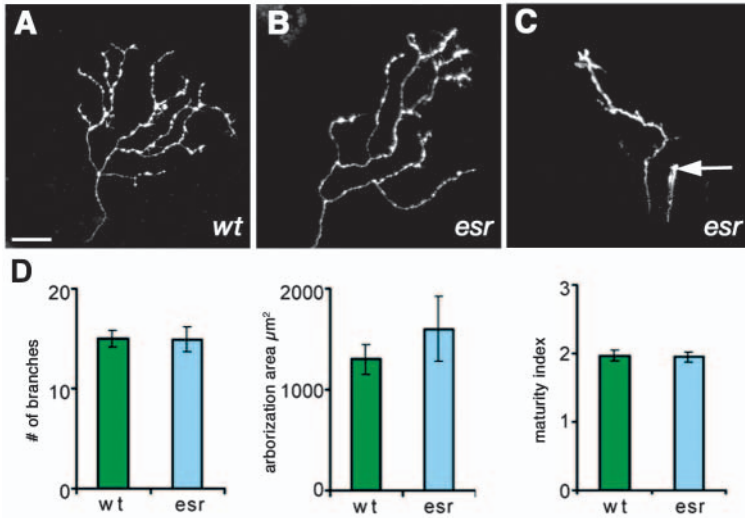 A
wt
B
esr
C
esr
D
# of branches
20
10
0
wt
esr
arborization area µm²
2000
1000
0
wt
esr
maturity index
3
2
1
0
wt
esr